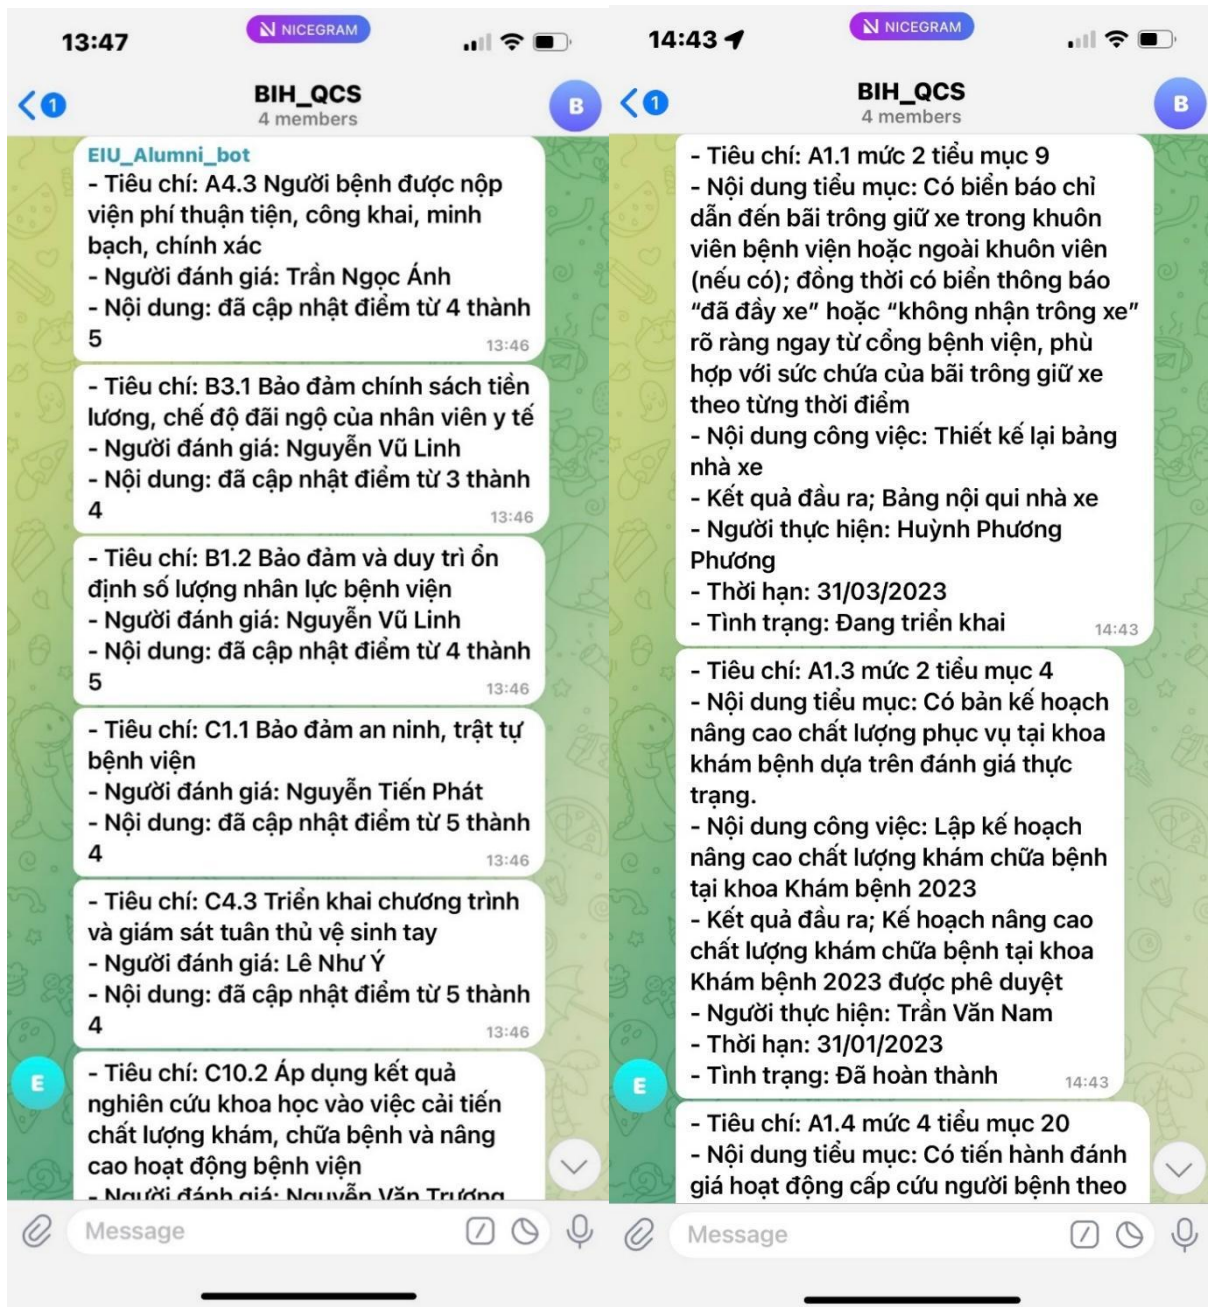 13:47
NICEGRAM
1
BIH_QCS
4 members
B
EIU_Alumni_bot
- Tiêu chí: A4.3 Người bệnh được nộp
viện phí thuận tiện, công khai, minh
bạch, chính xác
- Người đánh giá: Trần Ngọc Ánh
- Nội dung: đã cập nhật điểm từ 4 thành
5
13:46
- Tiêu chí: B3.1 Bảo đảm chính sách tiền
lương, chế độ đãi ngộ của nhân viên y tế
- Người đánh giá: Nguyễn Vũ Linh
- Nội dung: đã cập nhật điểm từ 3 thành
4
13:46
- Tiêu chí: B1.2 Bảo đảm và duy trì ổn
định số lượng nhân lực bệnh viện
- Người đánh giá: Nguyễn Vũ Linh
- Nội dung: đã cập nhật điểm từ 4 thành
5
13:46
- Tiêu chí: C1.1 Bảo đảm an ninh, trật tự
bệnh viện
- Người đánh giá: Nguyễn Tiến Phát
- Nội dung: đã cập nhật điểm từ 5 thành
4
13:46
- Tiêu chí: C4.3 Triển khai chương trình
và giám sát tuân thủ vệ sinh tay
- Người đánh giá: Lê Như Ý
- Nội dung: đã cập nhật điểm từ 5 thành
4
13:46
E
- Tiêu chí: C10.2 Áp dụng kết quả
nghiên cứu khoa học vào việc cải tiến
chất lượng khám, chữa bệnh và nâng
cao hoạt động bệnh viện
- Người đánh giá: Nguyễn Văn Trương
Message
14:43
NICEGRAM
1
BIH_QCS
4 members
B
- Tiêu chí: A1.1 mức 2 tiểu mục 9
- Nội dung tiểu mục: Có biển báo chỉ
dẫn đến bãi trông giữ xe trong khuôn
viên bệnh viện hoặc ngoài khuôn viên
(nếu có); đồng thời có biển thông báo
“đã đầy xe” hoặc “không nhận trông xe”
rõ ràng ngay từ cổng bệnh viện, phù
hợp với sức chứa của bãi trông giữ xe
theo từng thời điểm
- Nội dung công việc: Thiết kế lại bảng
nhà xe
- Kết quả đầu ra; Bảng nội qui nhà xe
- Người thực hiện: Huỳnh Phương
Phương
- Thời hạn: 31/03/2023
- Tình trạng: Đang triển khai
14:43
- Tiêu chí: A1.3 mức 2 tiểu mục 4
- Nội dung tiểu mục: Có bản kế hoạch
nâng cao chất lượng phục vụ tại khoa
khám bệnh dựa trên đánh giá thực
trạng.
- Nội dung công việc: Lập kế hoạch
nâng cao chất lượng khám chữa bệnh
tại khoa Khám bệnh 2023
- Kết quả đầu ra; Kế hoạch nâng cao
chất lượng khám chữa bệnh tại khoa
Khám bệnh 2023 được phê duyệt
- Người thực hiện: Trần Văn Nam
- Thời hạn: 31/01/2023
- Tình trạng: Đã hoàn thành
14:43
E
- Tiêu chí: A1.4 mức 4 tiểu mục 20
- Nội dung tiểu mục: Có tiến hành đánh
giá hoạt động cấp cứu người bệnh theo
Message